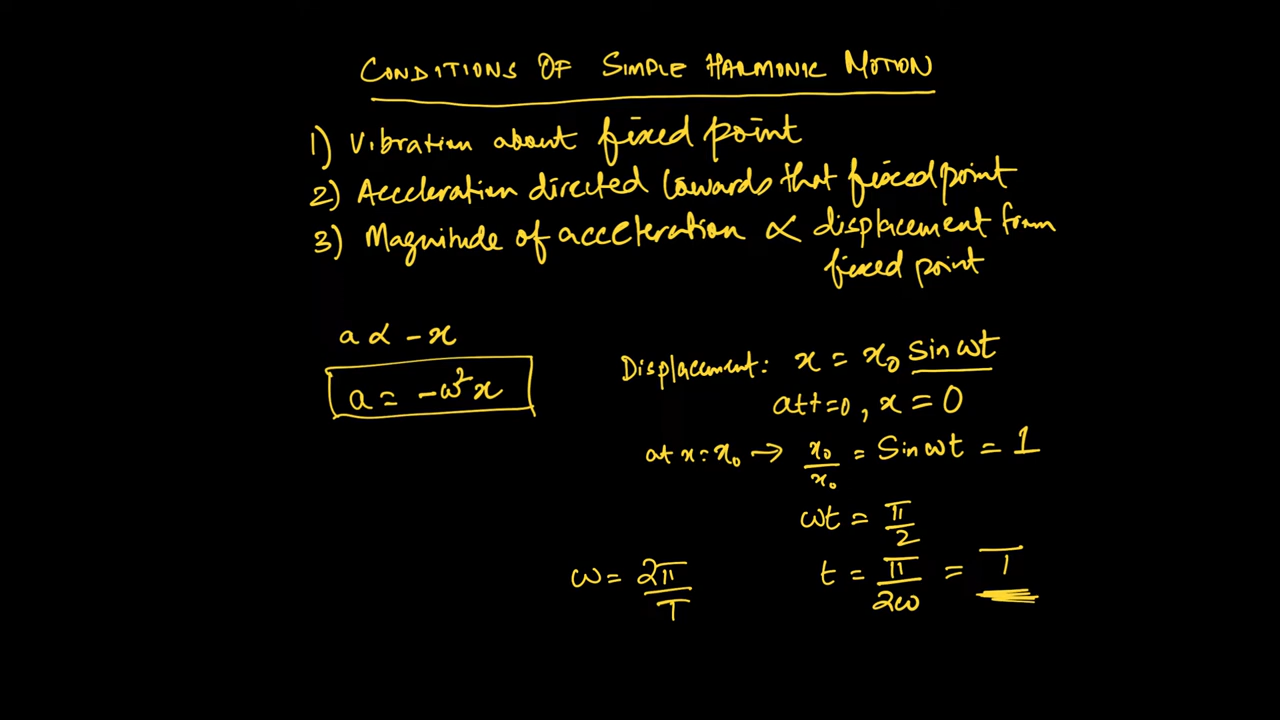 CONDITIONS OF SIMPLE HARMONIC MOTION
1) Vibration about fixed point
2) Acceleration directed towards that fixed point
3) Magnitude of acceleration ∝ displacement from
fixed point
a ∝ -x
a = -ω²x
Displacement: x = x₀ sin ωt
at t=0, x = 0
at x=x₀ → x₀/x₀ = Sin ωt = 1
ωt = π/2
ω = 2π/T
t = π/2ω = T